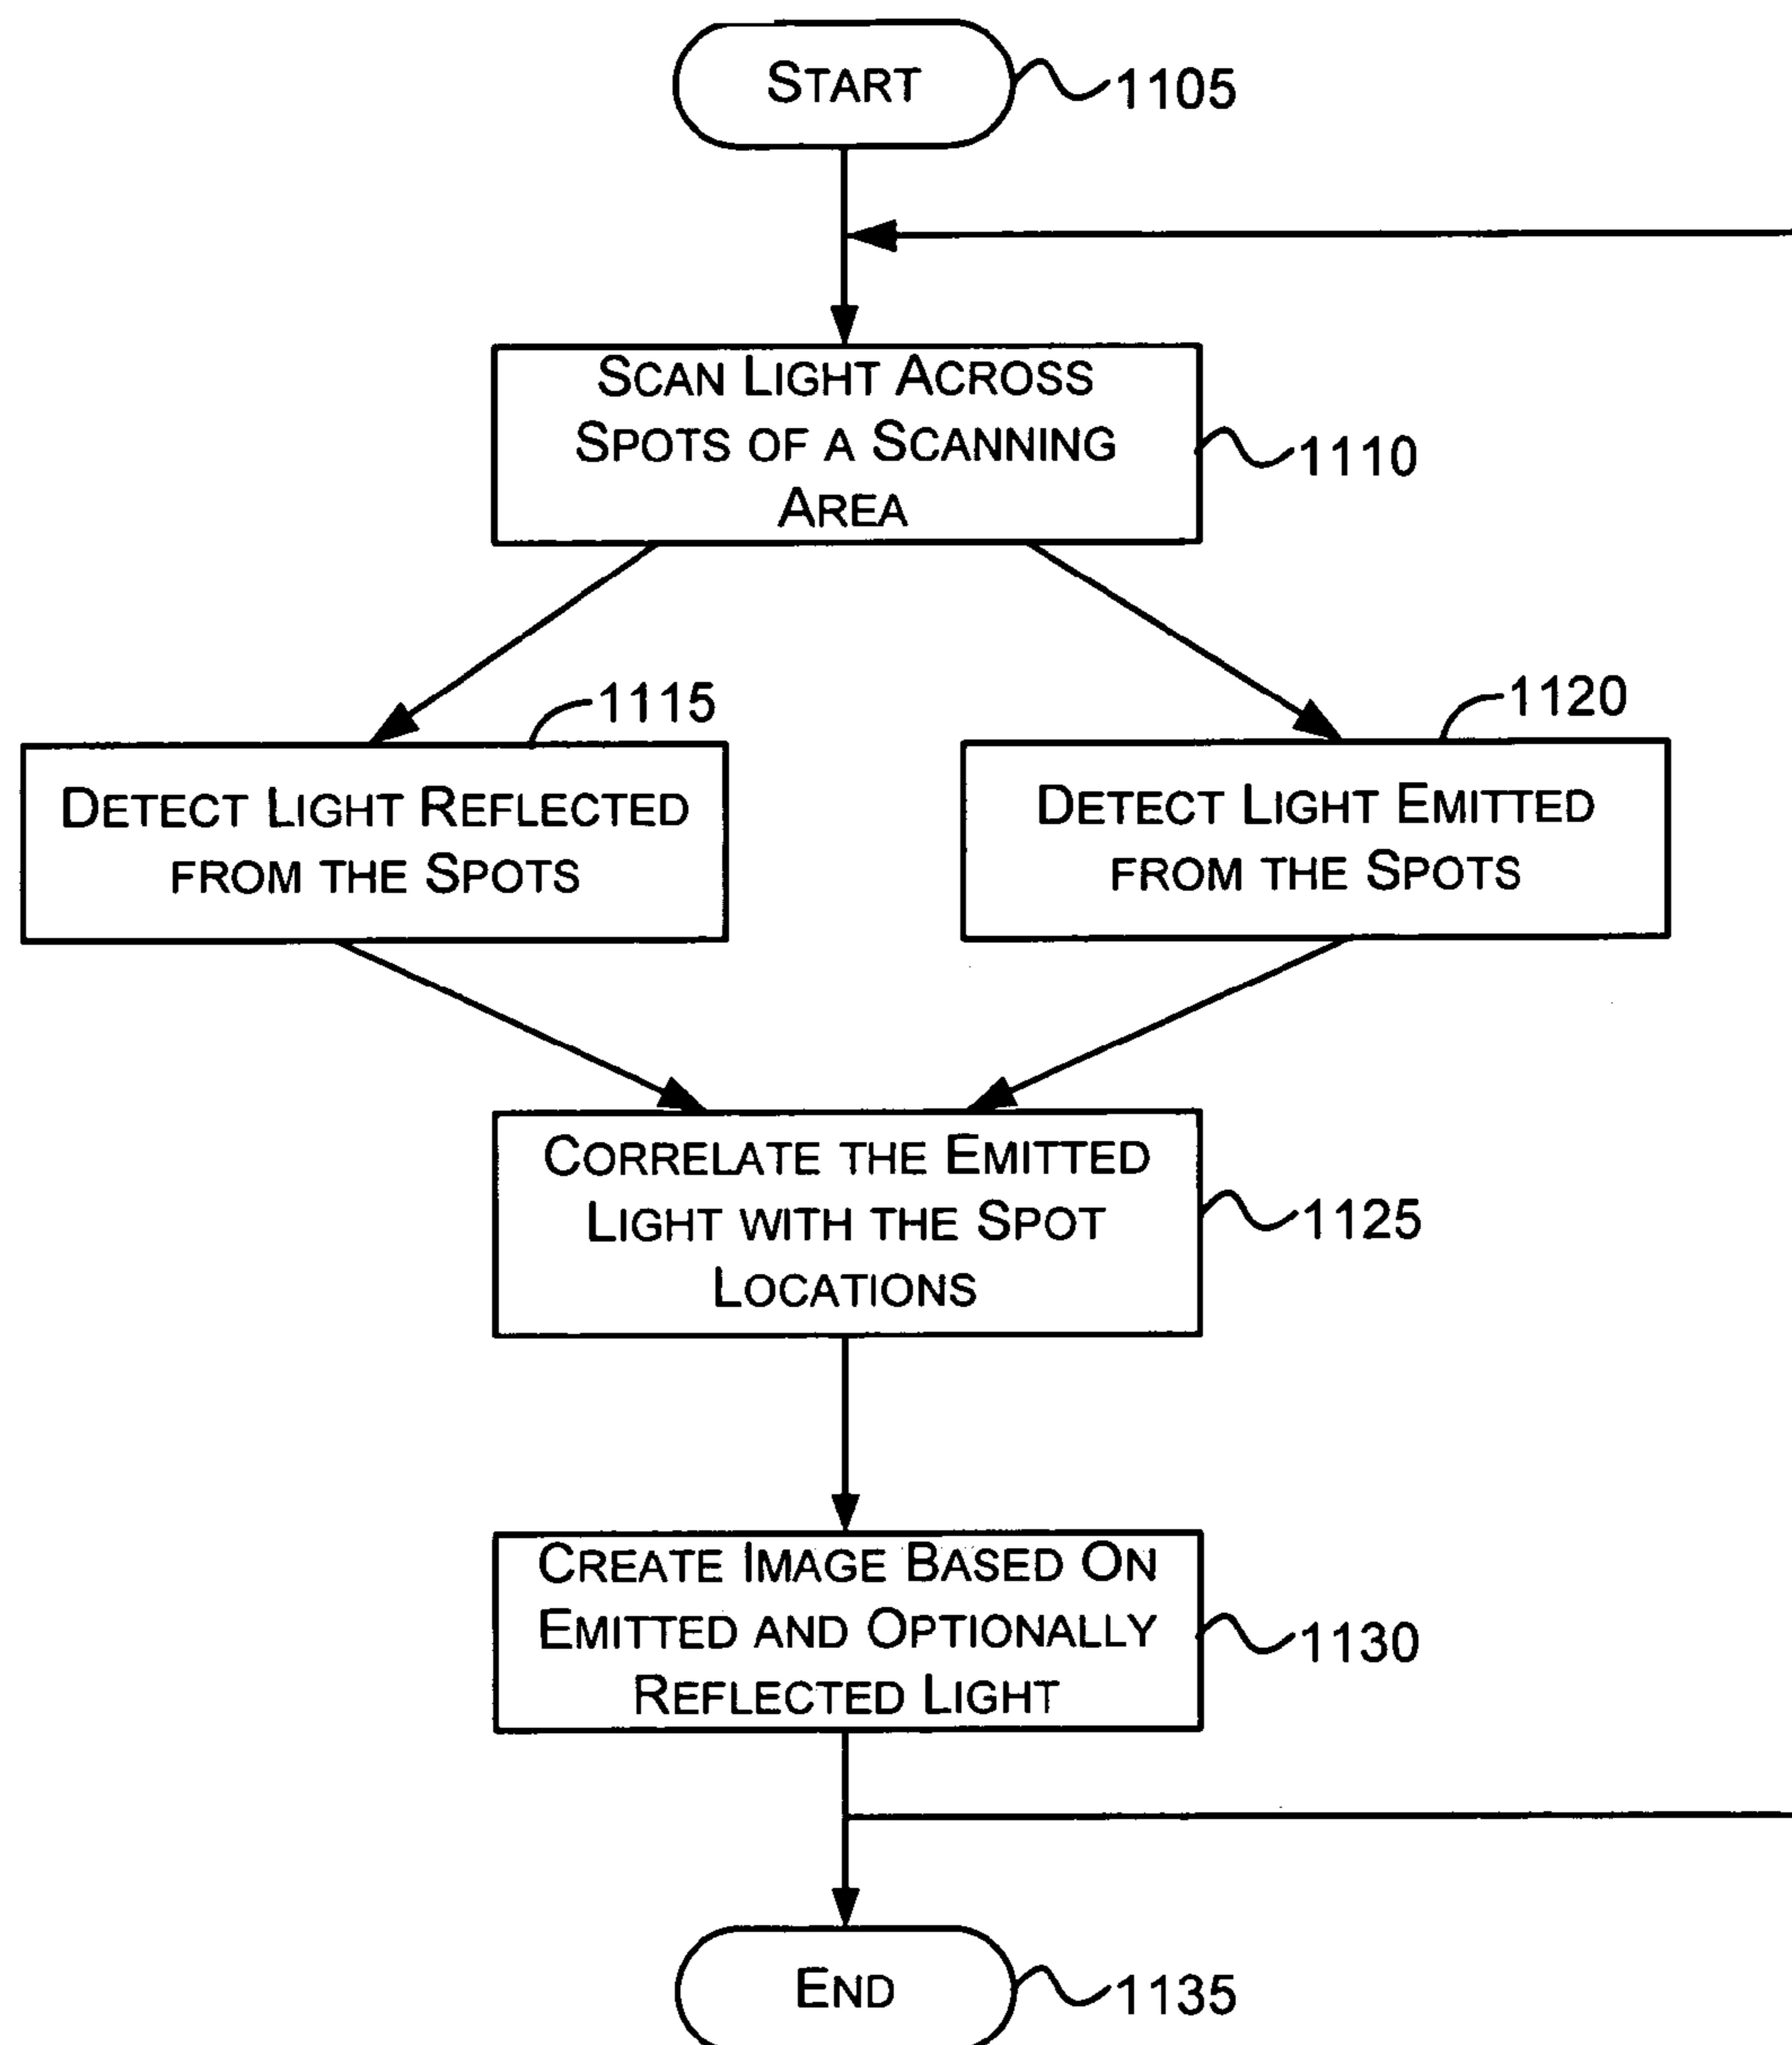 START
1105
SCAN LIGHT ACROSS
SPOTS OF A SCANNING
AREA
1110
1115
1120
DETECT LIGHT REFLECTED
FROM THE SPOTS
DETECT LIGHT EMITTED
FROM THE SPOTS
CORRELATE THE EMITTED
LIGHT WITH THE SPOT
LOCATIONS
1125
CREATE IMAGE BASED ON
EMITTED AND OPTIONALLY
REFLECTED LIGHT
1130
END
1135